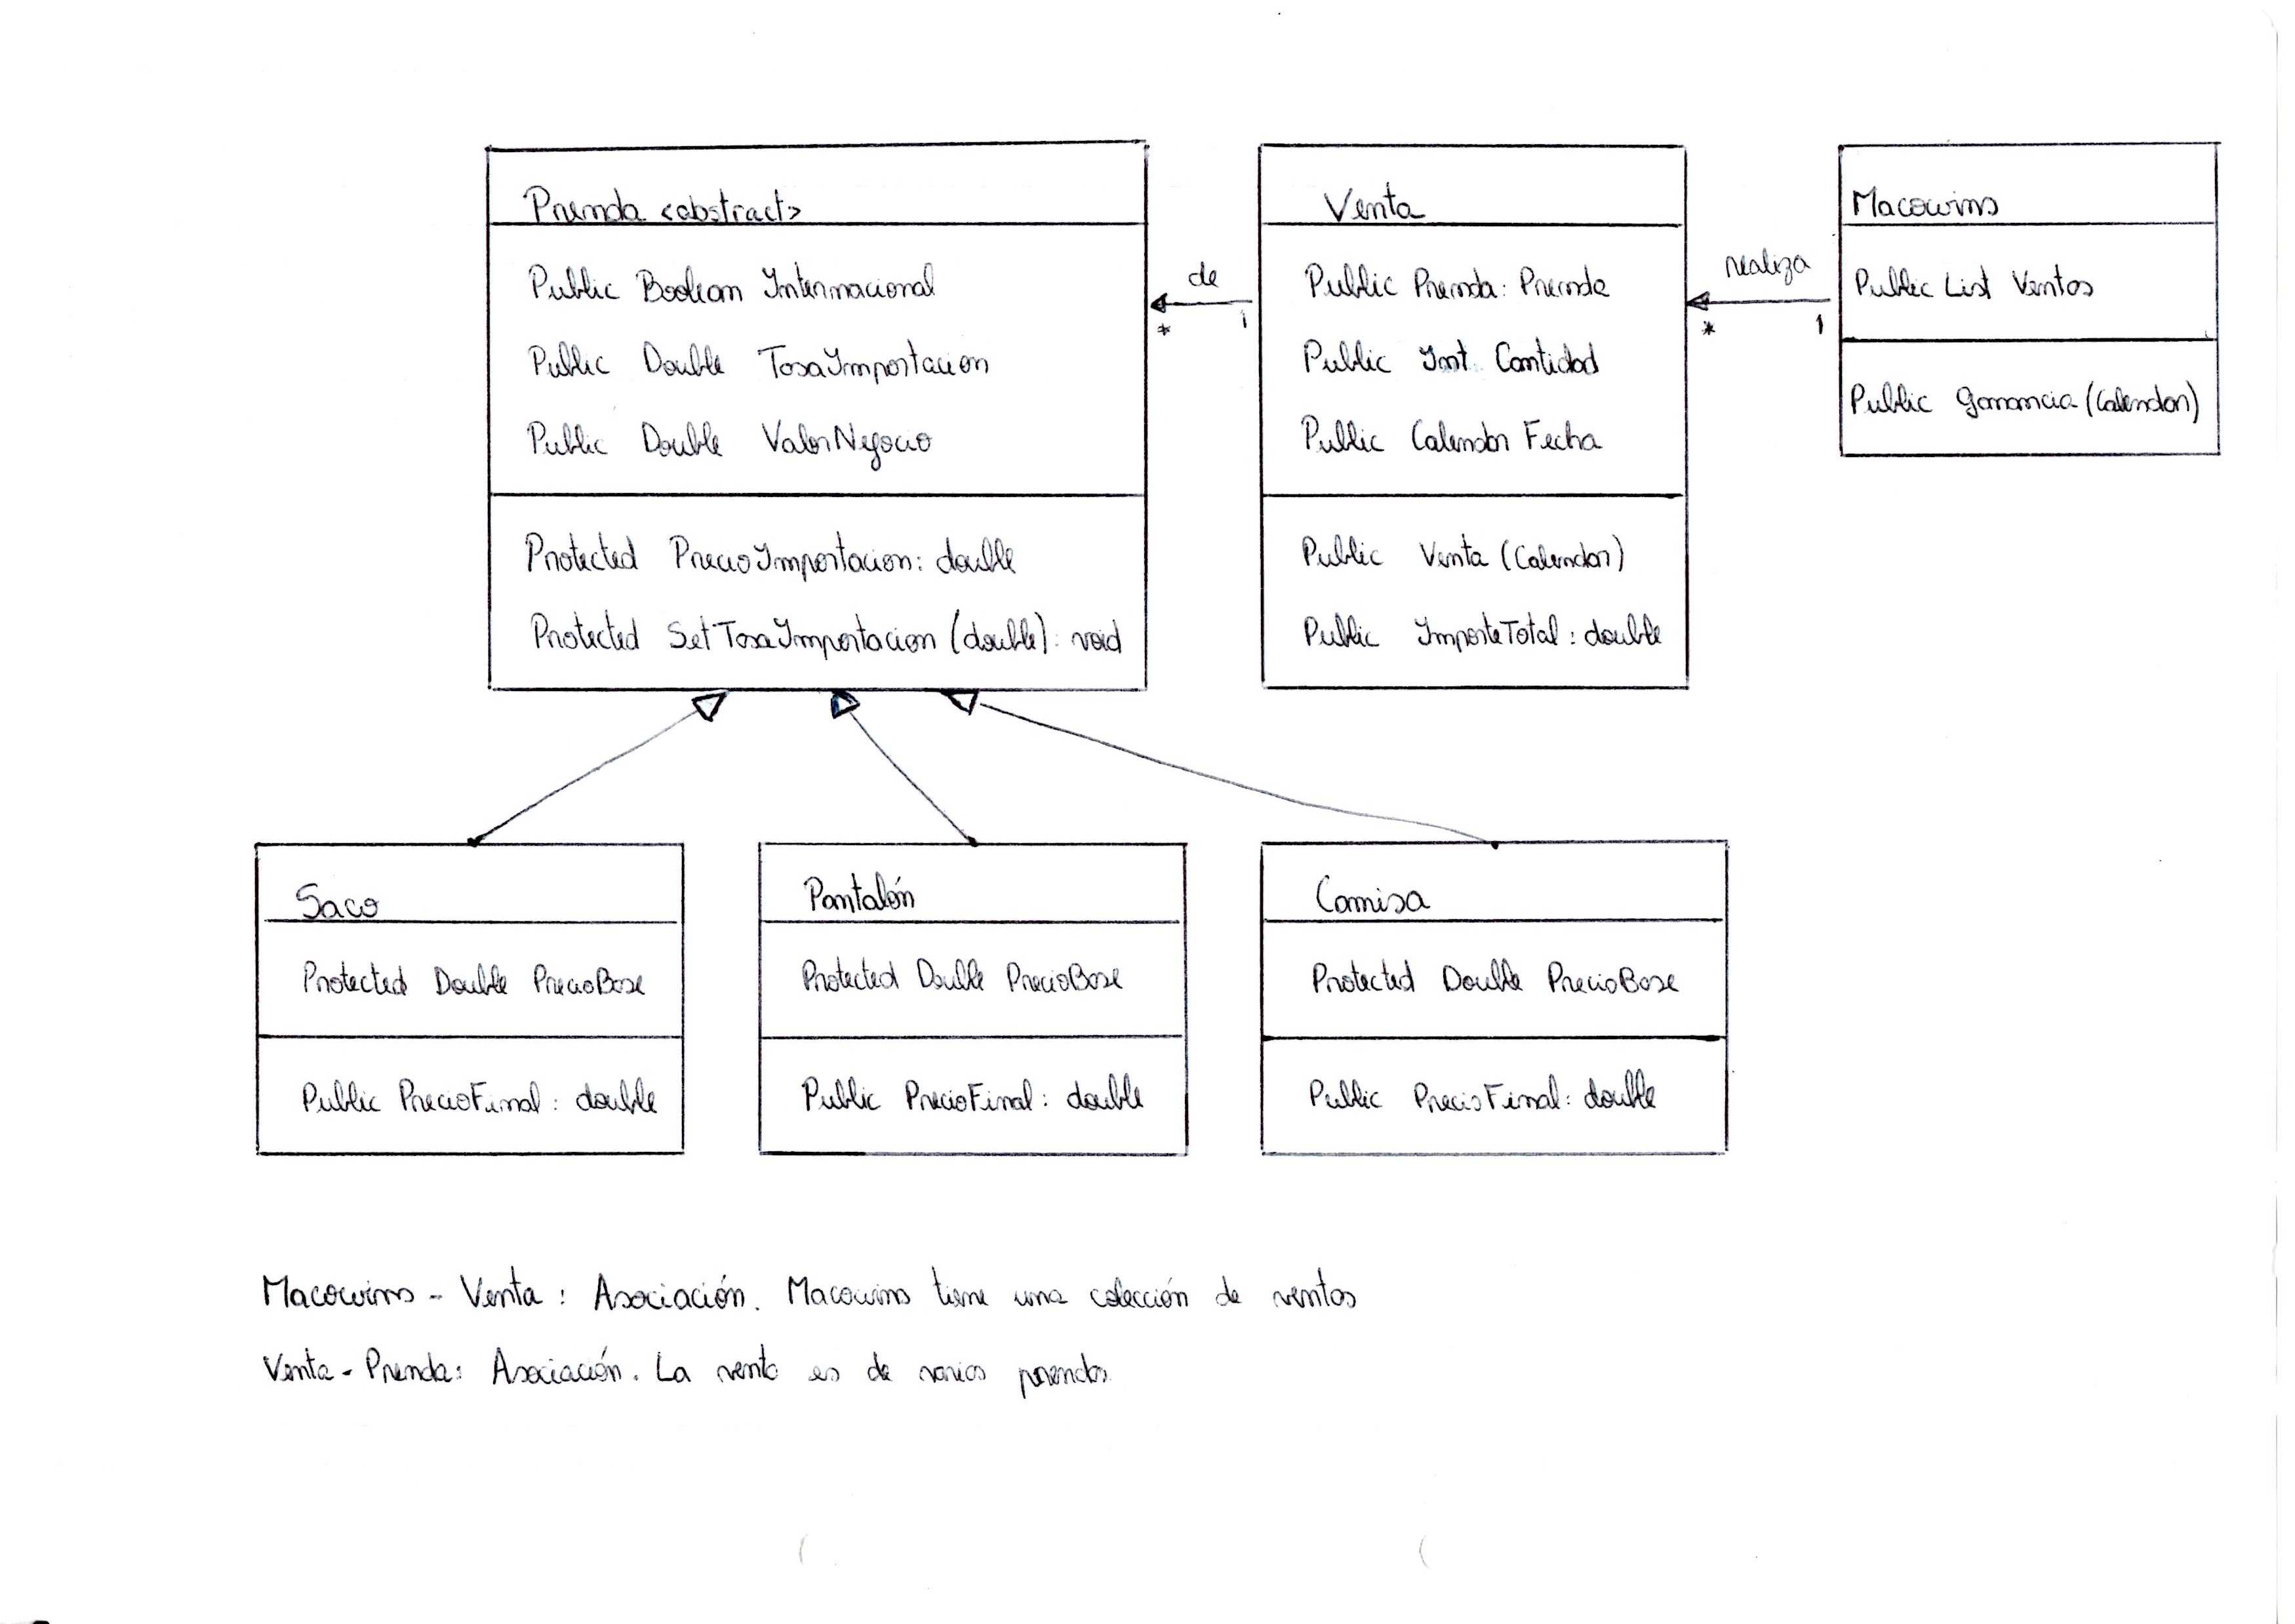 Prenda <abstract>
Public Boolean Internacional
Public Double TasaImportacion
Public Double ValorNegocio
Protected PrecioImportacion: double
Protected SetTasaImportacion (double): void
de
* 1
Venta
Public Prenda: Prenda
Public Int Cantidad
Public Calendar Fecha
Public Venta (Calendar)
Public ImporteTotal: double
realiza
* 1
Macowins
Public List Ventas
Public Ganancia (Calendar)
Saco
Protected Double PrecioBase
Public PrecioFinal: double
Pantalón
Protected Double PrecioBase
Public PrecioFinal: double
Camisa
Protected Double PrecioBase
Public PrecioFinal: double
Macowins - Venta: Asociación. Macowins tiene una colección de ventas
Venta - Prenda: Asociación. La venta es de varias prendas